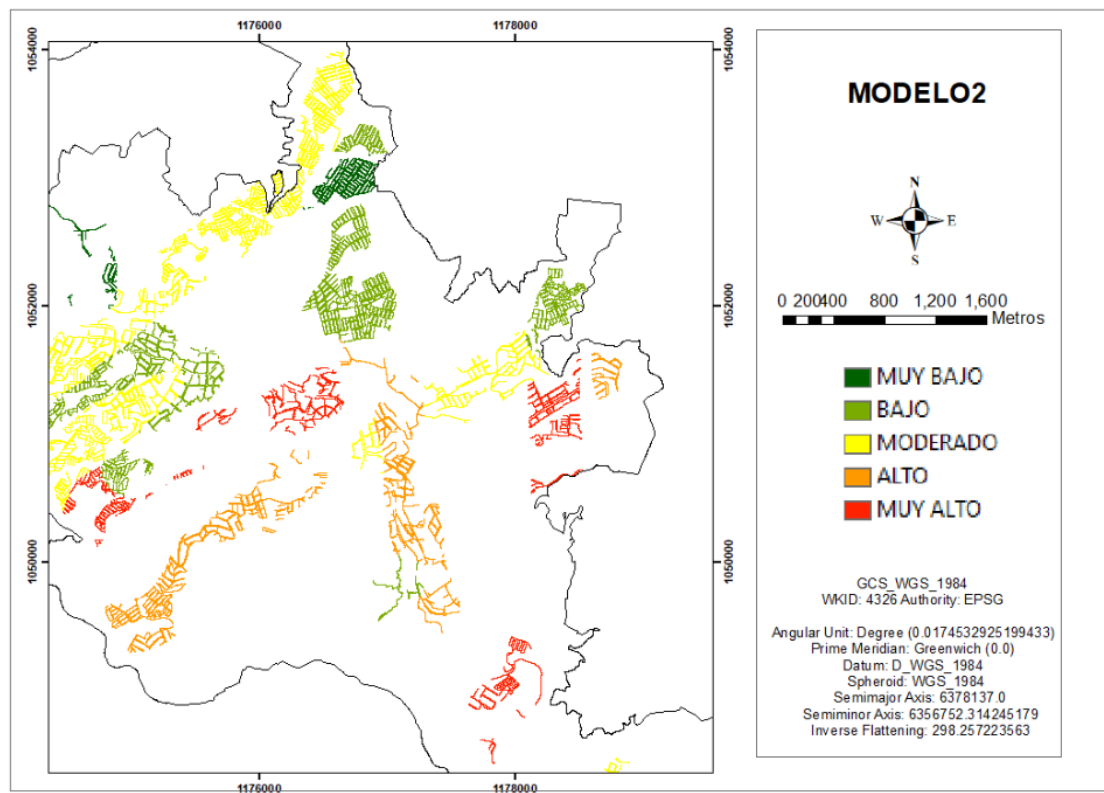 1176000 1178000
1054000 1054000
1052000 1052000
1050000 1050000
1176000 1178000
MODELO2
N
W E
S
0 200400 800 1,200 1,600
Metros
MUY BAJO
BAJO
MODERADO
ALTO
MUY ALTO
GCS_WGS_1984
WKID: 4326 Authority: EPSG
Angular Unit: Degree (0.0174532925199433)
Prime Meridian: Greenwich (0.0)
Datum: D_WGS_1984
Spheroid: WGS_1984
Semimajor Axis: 6378137.0
Semiminor Axis: 6356752.314245179
Inverse Flattening: 298.257223563